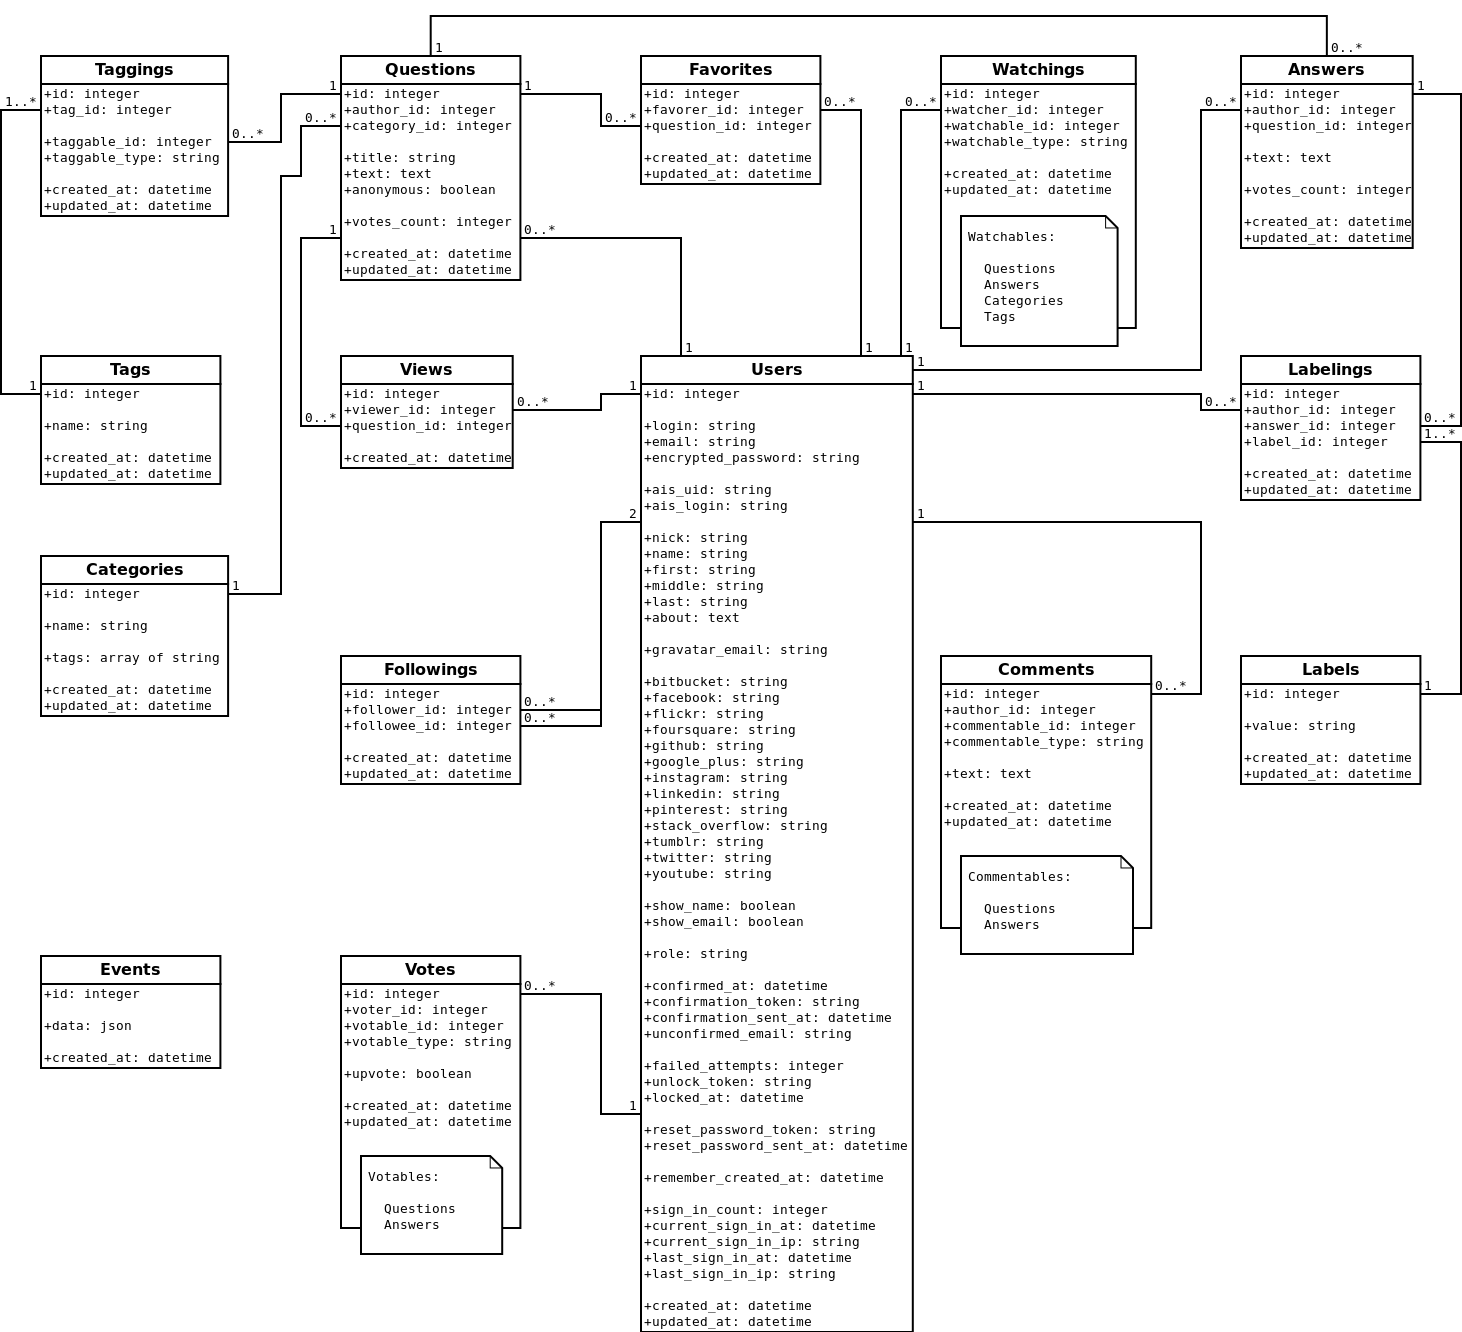 1
0..*
Taggings
+id: integer
+tag_id: integer
+taggable_id: integer
+taggable_type: string
+created_at: datetime
+updated_at: datetime
1..*
0..*
Questions
+id: integer
+author_id: integer
+category_id: integer
+title: string
+text: text
+anonymous: boolean
+votes_count: integer
+created_at: datetime
+updated_at: datetime
1
0..*
1
1
0..*
Favorites
+id: integer
+favorer_id: integer
+question_id: integer
+created_at: datetime
+updated_at: datetime
0..*
0..*
Watchings
+id: integer
+watcher_id: integer
+watchable_id: integer
+watchable_type: string
+created_at: datetime
+updated_at: datetime
Watchables:
Questions
Answers
Categories
Tags
0..*
Answers
+id: integer
+author_id: integer
+question_id: integer
+text: text
+votes_count: integer
+created_at: datetime
+updated_at: datetime
0..*
1
Tags
+id: integer
+name: string
+created_at: datetime
+updated_at: datetime
1
Views
+id: integer
+viewer_id: integer
+question_id: integer
+created_at: datetime
0..*
0..*
Users
+id: integer
+login: string
+email: string
+encrypted_password: string
+ais_uid: string
+ais_login: string
+nick: string
+name: string
+first: string
+middle: string
+last: string
+about: text
+gravatar_email: string
+bitbucket: string
+facebook: string
+flickr: string
+foursquare: string
+github: string
+google_plus: string
+instagram: string
+linkedin: string
+pinterest: string
+stack_overflow: string
+tumblr: string
+twitter: string
+youtube: string
+show_name: boolean
+show_email: boolean
+role: string
+confirmed_at: datetime
+confirmation_token: string
+confirmation_sent_at: datetime
+unconfirmed_email: string
+failed_attempts: integer
+unlock_token: string
+locked_at: datetime
+reset_password_token: string
+reset_password_sent_at: datetime
+remember_created_at: datetime
+sign_in_count: integer
+current_sign_in_at: datetime
+current_sign_in_ip: string
+last_sign_in_at: datetime
+last_sign_in_ip: string
+created_at: datetime
+updated_at: datetime
1
1
1
1
1
1
2
1
1
Labelings
+id: integer
+author_id: integer
+answer_id: integer
+label_id: integer
+created_at: datetime
+updated_at: datetime
0..*
0..*
1..*
Categories
+id: integer
+name: string
+tags: array of string
+created_at: datetime
+updated_at: datetime
1
Followings
+id: integer
+follower_id: integer
+followee_id: integer
+created_at: datetime
+updated_at: datetime
0..*
0..*
Comments
+id: integer
+author_id: integer
+commentable_id: integer
+commentable_type: string
+text: text
+created_at: datetime
+updated_at: datetime
Commentables:
Questions
Answers
0..*
Labels
+id: integer
+value: string
+created_at: datetime
+updated_at: datetime
1
Events
+id: integer
+data: json
+created_at: datetime
Votes
+id: integer
+voter_id: integer
+votable_id: integer
+votable_type: string
+upvote: boolean
+created_at: datetime
+updated_at: datetime
Votables:
Questions
Answers
0..*